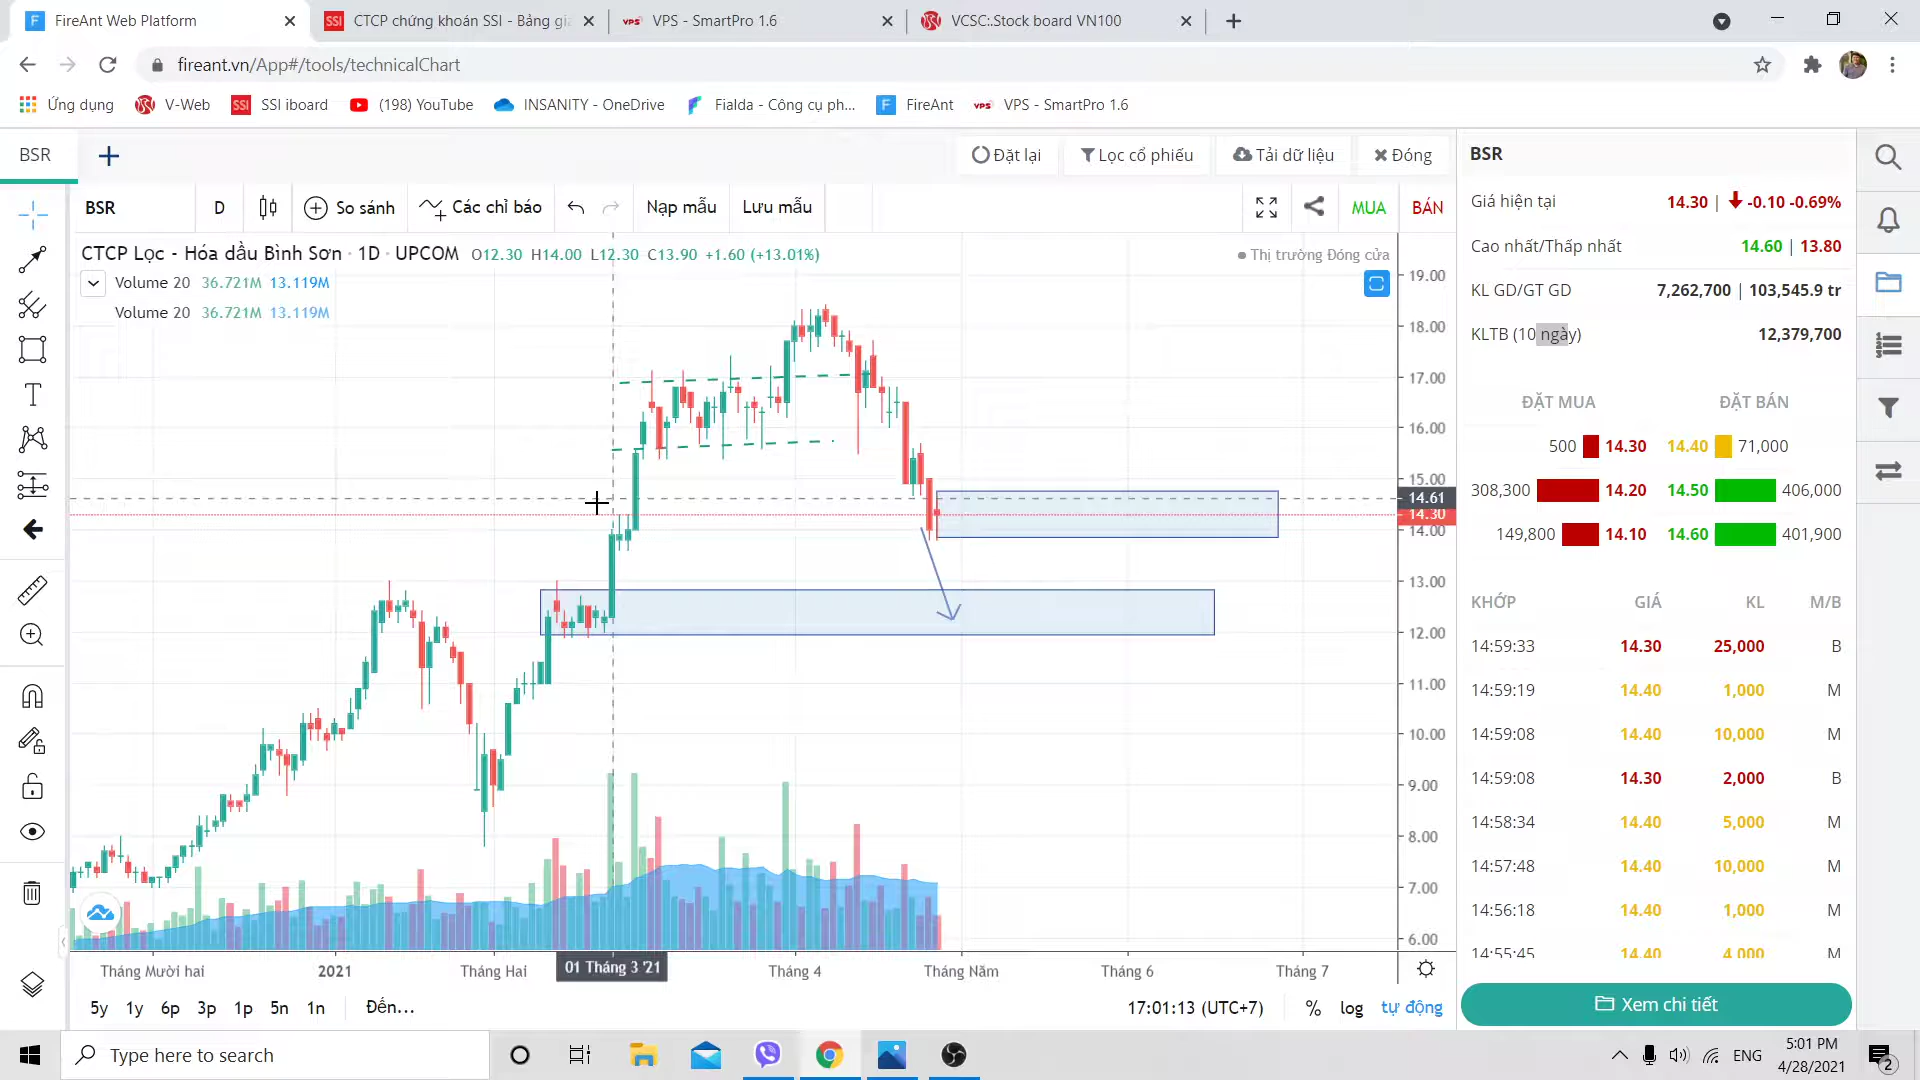 FireAnt Web Platform
CTCP chứng khoán SSI - Bảng gi
VPS - SmartPro 1.6
VCSC:.Stock board VN100
fireant.vn/App#/tools/technicalChart
Ứng dụng
V-Web
SSI iboard
(198) YouTube
INSANITY - OneDrive
Fialda - Công cụ ph...
FireAnt
VPS - SmartPro 1.6
BSR
Đặt lại
Lọc cổ phiếu
Tải dữ liệu
Đóng
BSR
D
So sánh
Các chỉ báo
Nạp mẫu
Lưu mẫu
MUA
BÁN
CTCP Lọc - Hóa dầu Bình Sơn · 1D · UPCOM O12.30 H14.00 L12.30 C13.90 +1.60 (+13.01%)
Thị trường Đóng cửa
Volume 20 36.721M 13.119M
Volume 20 36.721M 13.119M
19.00
18.00
17.00
16.00
15.00
14.61
14.30
14.00
13.00
12.00
11.00
10.00
9.00
8.00
7.00
6.00
Tháng Mười hai
2021
Tháng Hai
01 Tháng 3 '21
Tháng 4
Tháng Năm
Tháng 6
Tháng 7
5y 1y 6p 3p 1p 5n 1n Đến...
17:01:13 (UTC+7) % log tự động
BSR
Giá hiện tại 14.30 | -0.10 -0.69%
Cao nhất/Thấp nhất 14.60 | 13.80
KL GD/GT GD 7,262,700 | 103,545.9 tr
KLTB (10 ngày) 12,379,700
ĐẶT MUA ĐẶT BÁN
500 14.30 14.40 71,000
308,300 14.20 14.50 406,000
149,800 14.10 14.60 401,900
KHỚP GIÁ KL M/B
14:59:33 14.30 25,000 B
14:59:19 14.40 1,000 M
14:59:08 14.40 10,000 M
14:59:08 14.30 2,000 B
14:58:34 14.40 5,000 M
14:57:48 14.40 10,000 M
14:56:18 14.40 1,000 M
14:55:45 14.40 4,000 M
Xem chi tiết
Type here to search
ENG
5:01 PM
4/28/2021
2